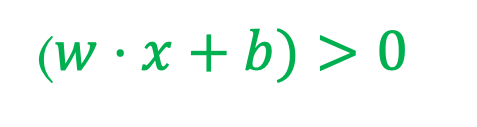 (w · x + b) > 0